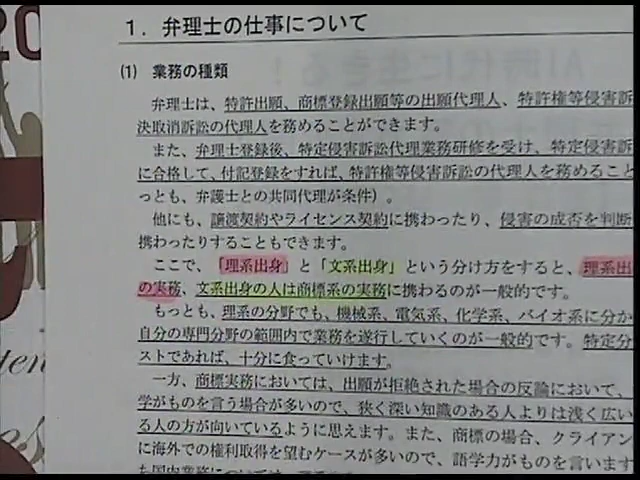 20
1. 弁理士の仕事について
(1) 業務の種類
弁理士は、特許出願、商標登録出願等の出願代理人、特許権等侵害訴
決取消訴訟の代理人を務めることができます。
また、弁理士登録後、特定侵害訴訟代理業務研修を受け、特定侵害訴
に合格して、付記登録をすれば、特許権等侵害訴訟の代理人を務めること
っとも、弁護士との共同代理が条件）。
他にも、譲渡契約やライセンス契約に携わったり、侵害の成否を判断
携わったりすることもできます。
ここで、「理系出身」と「文系出身」という分け方をすると、理系出
の実務、文系出身の人は商標系の実務に携わるのが一般的です。
もっとも、理系の分野でも、機械系、電気系、化学系、バイオ系に分か
自分の専門分野の範囲内で業務を遂行していくのが一般的です。特定分
ストであれば、十分に食っていけます。
一方、商標実務においては、出願が拒絶された場合の反論において、
学がものを言う場合が多いので、狭く深い知識のある人よりは浅く広い
る人の方が向いているように思えます。また、商標の場合、クライアン
に海外での権利取得を望むケースが多いので、語学力がものを言います